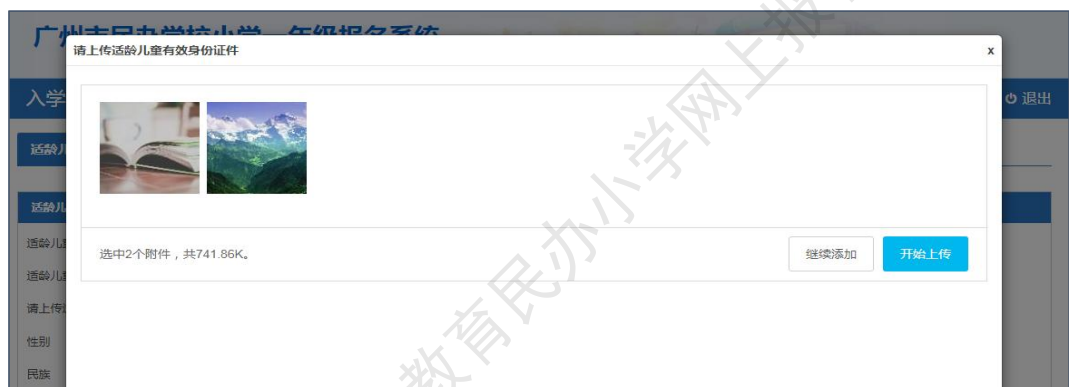 广州市民办学校小学一年级报名系统
请上传适龄儿童有效身份证件
x
入学
退出
适龄儿
适龄儿
适龄儿
选中2个附件，共741.86K。
继续添加
开始上传
适龄儿
请上传
性别
民族
教育民办小学网上报